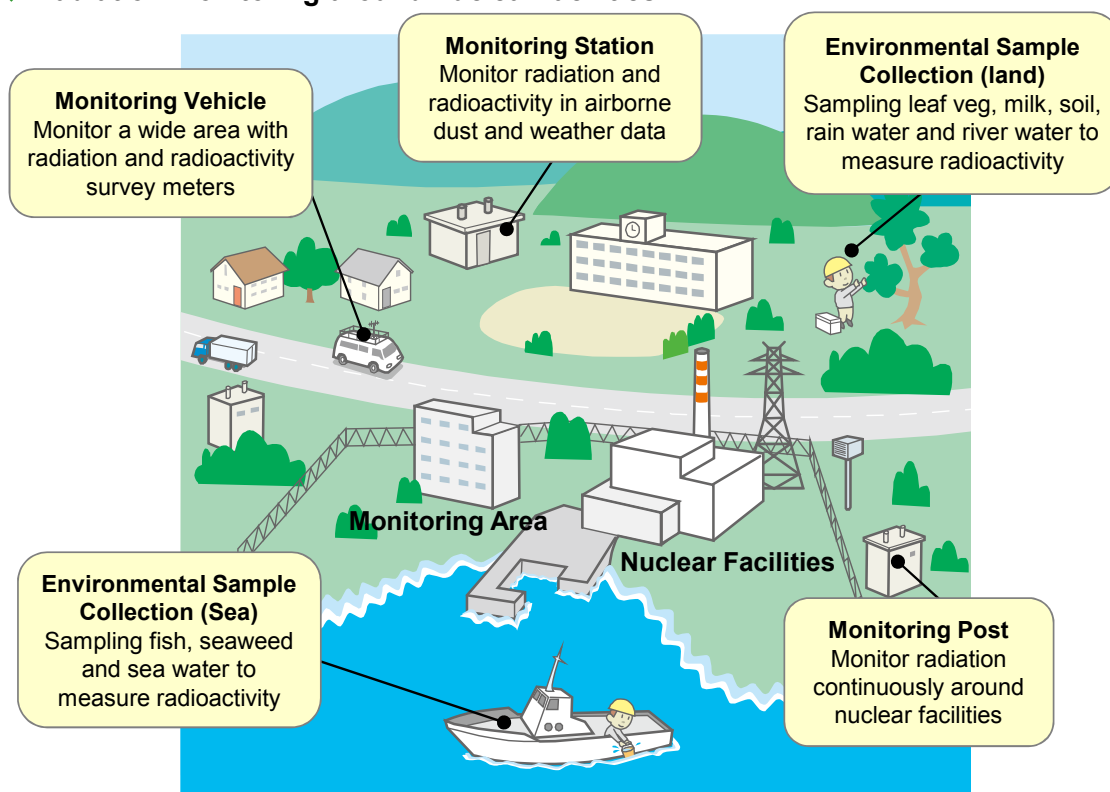 Monitoring Station
Monitor radiation and
radioactivity in airborne
dust and weather data
Environmental Sample
Collection (land)
Sampling leaf veg, milk, soil,
rain water and river water to
measure radioactivity
Monitoring Vehicle
Monitor a wide area with
radiation and radioactivity
survey meters
Monitoring Area
Nuclear Facilities
Environmental Sample
Collection (Sea)
Sampling fish, seaweed
and sea water to
measure radioactivity
Monitoring Post
Monitor radiation
continuously around
nuclear facilities